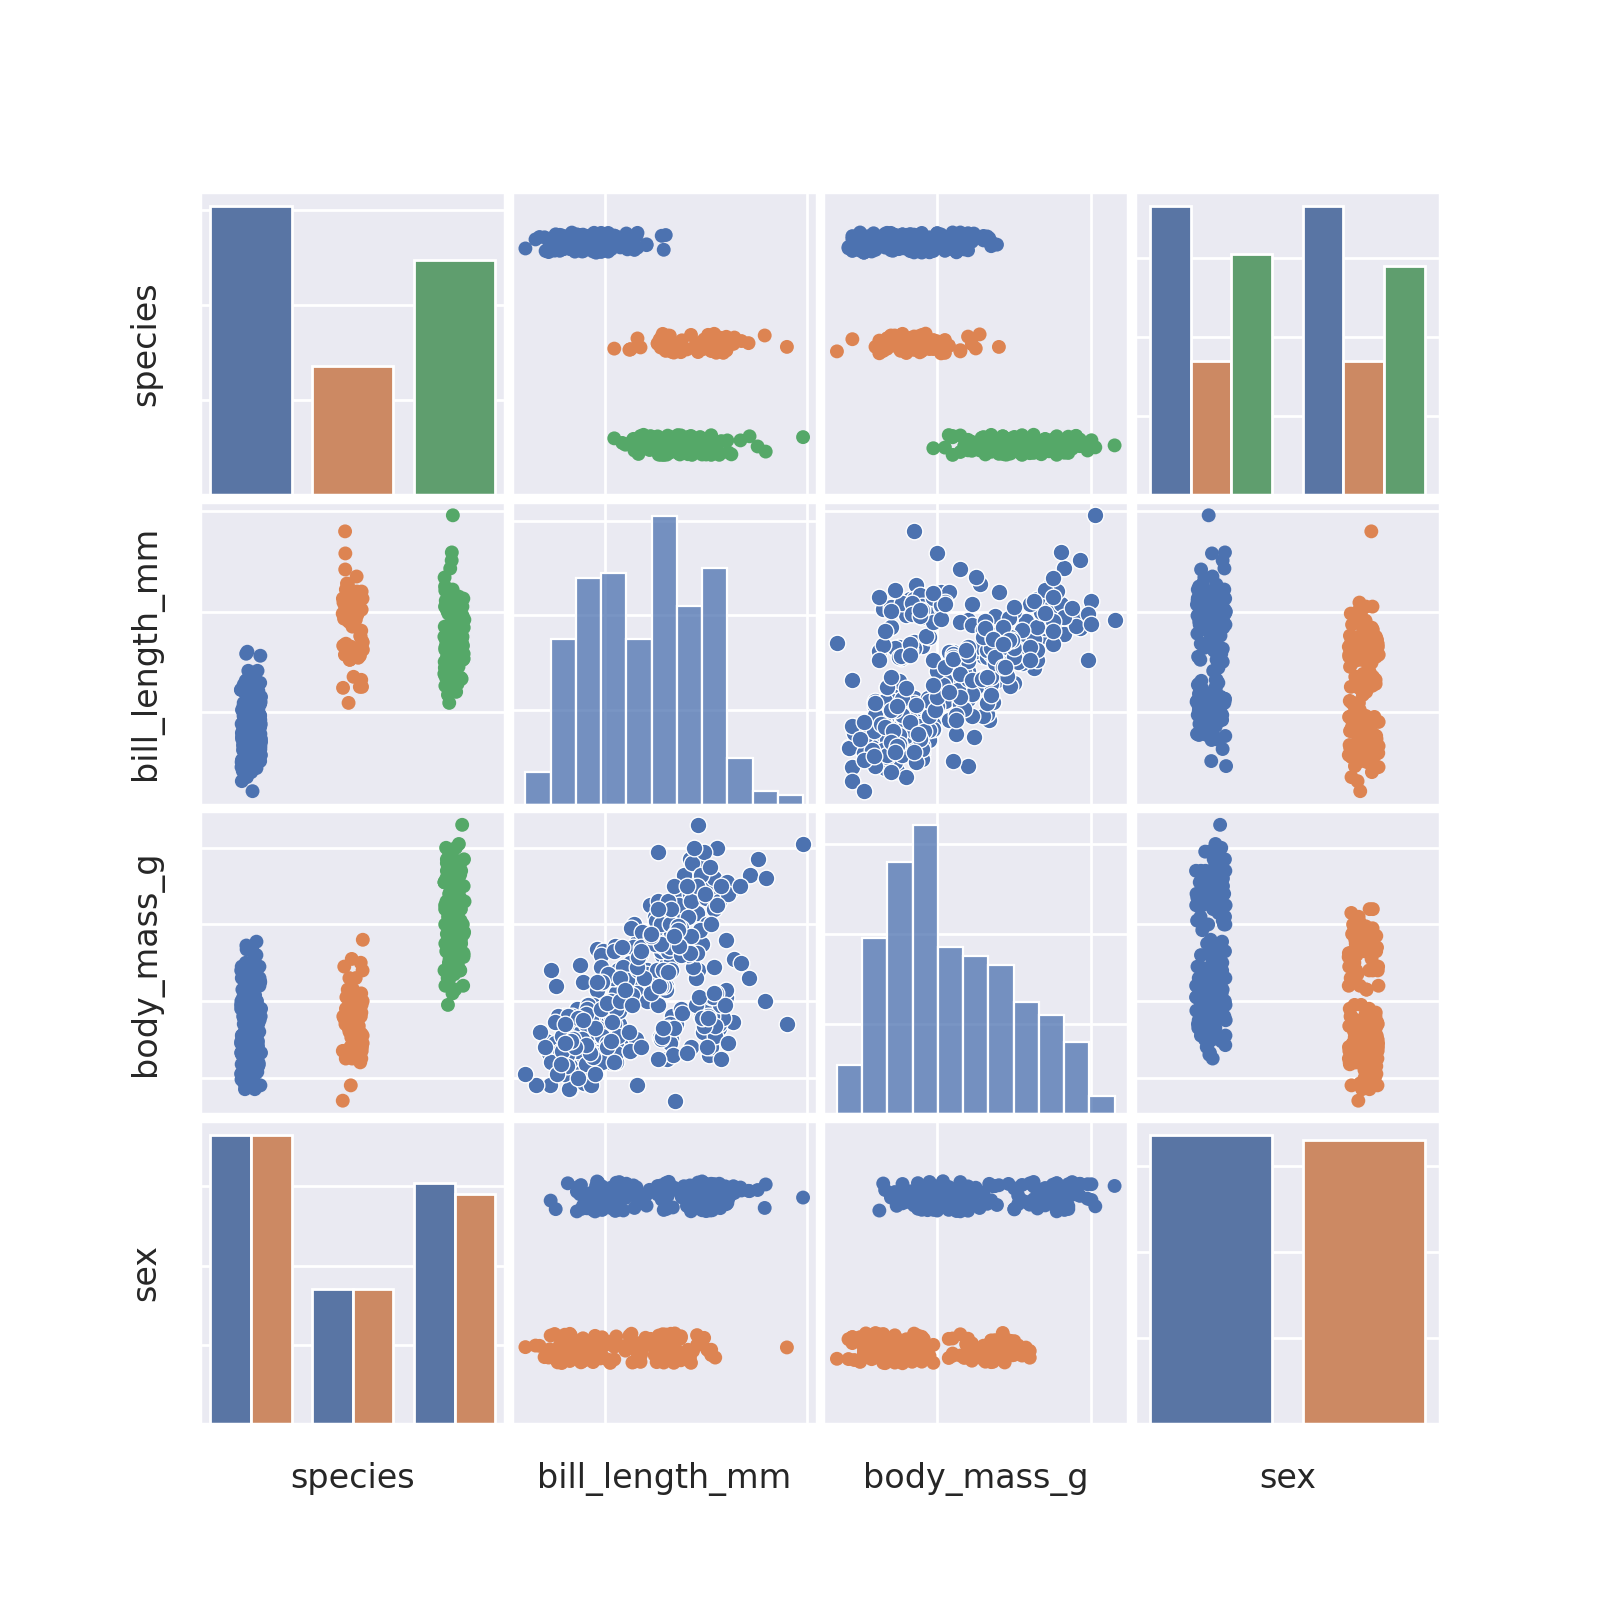 species
bill_length_mm
body_mass_g
sex
species
bill_length_mm
body_mass_g
sex